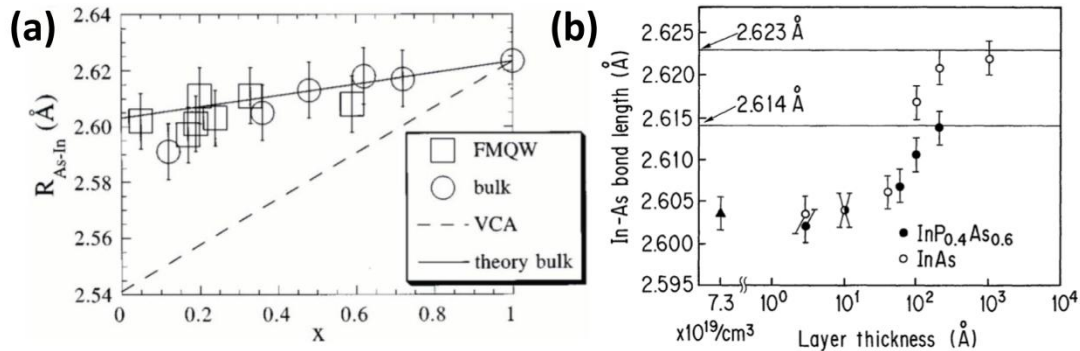 (a)
2.64
2.62
2.60
2.58
2.56
2.54
R_As-In (Å)
0
0.2
0.4
0.6
0.8
1
x
FMQW
bulk
VCA
theory bulk
(b)
2.625
2.620
2.615
2.610
2.605
2.600
2.595
In-As bond length (Å)
2.623 Å
2.614 Å
InP0.4As0.6
InAs
7.3
x10^19/cm^3
10^0
10^1
10^2
10^3
10^4
Layer thickness (Å)